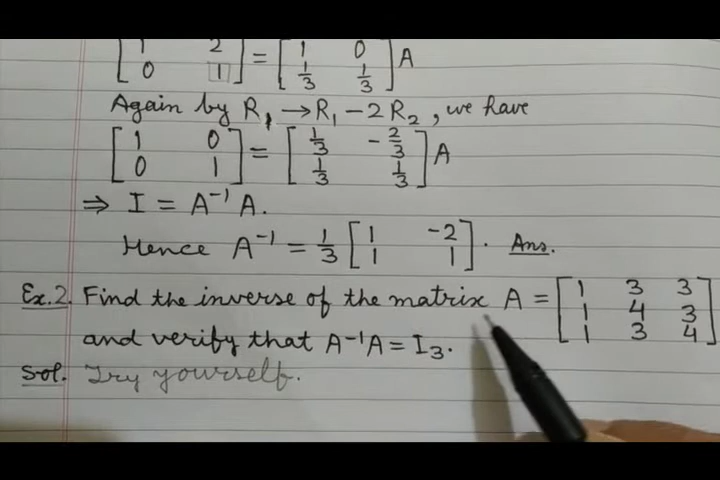 [1 2; 0 1] = [1 0; 1/3 1/3] A
Again by R₁ → R₁ − 2 R₂, we have
[1 0; 0 1] = [1/3 −2/3; 1/3 1/3] A
⇒ I = A⁻¹ A.
Hence A⁻¹ = 1/3 [1 −2; 1 1]. Ans.
Ex.2. Find the inverse of the matrix A = [1 3 3; 1 4 3; 1 3 4]
and verify that A⁻¹A = I₃.
Sol. Try yourself.